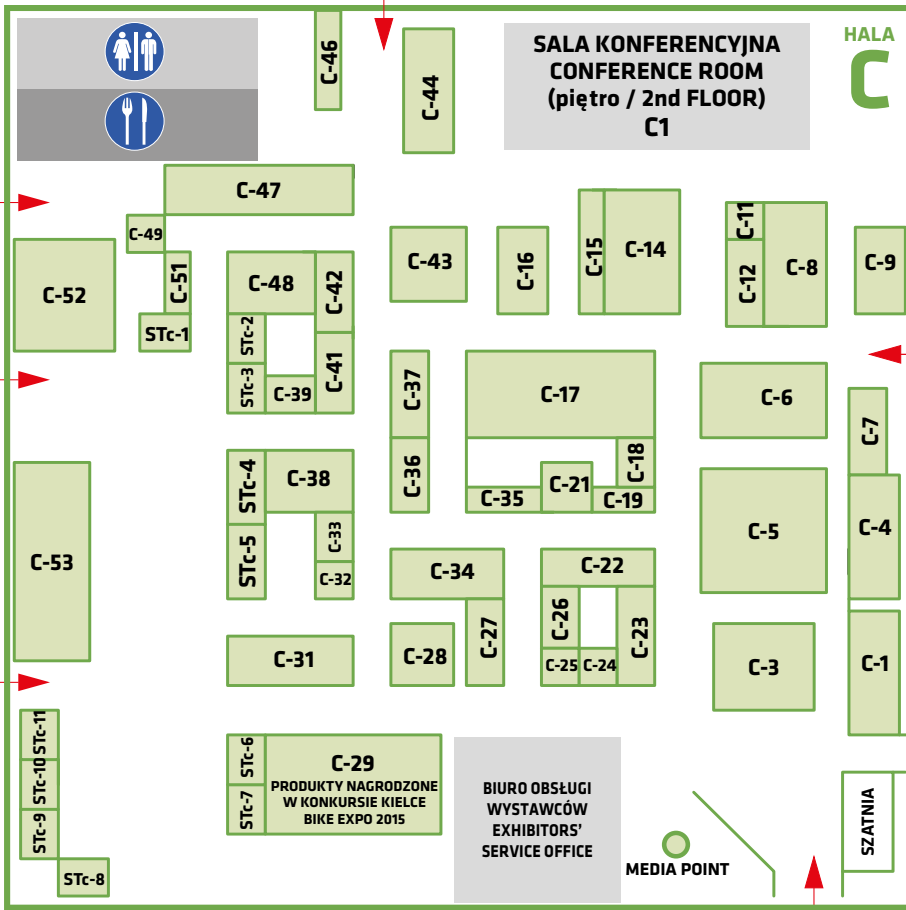 HALA
C
SALA KONFERENCYJNA
CONFERENCE ROOM
(piętro / 2nd FLOOR)
C1
C-46
C-44
C-47
C-49
C-52
C-51
STc-1
C-48
C-42
STc-2
STc-3
C-39
C-41
C-43
C-16
C-15
C-14
C-11
C-12
C-8
C-9
C-37
C-36
C-17
C-18
C-21
C-35
C-19
C-6
C-7
C-5
C-4
STc-4
C-38
STc-5
C-33
C-32
C-53
C-34
C-27
C-28
C-31
C-22
C-26
C-23
C-25
C-24
C-3
C-1
STc-11
STc-10
STc-9
STc-8
STc-6
STc-7
C-29
PRODUKTY NAGRODZONE
W KONKURSIE KIELCE
BIKE EXPO 2015
BIURO OBSŁUGI
WYSTAWCÓW
EXHIBITORS'
SERVICE OFFICE
MEDIA POINT
SZATNIA